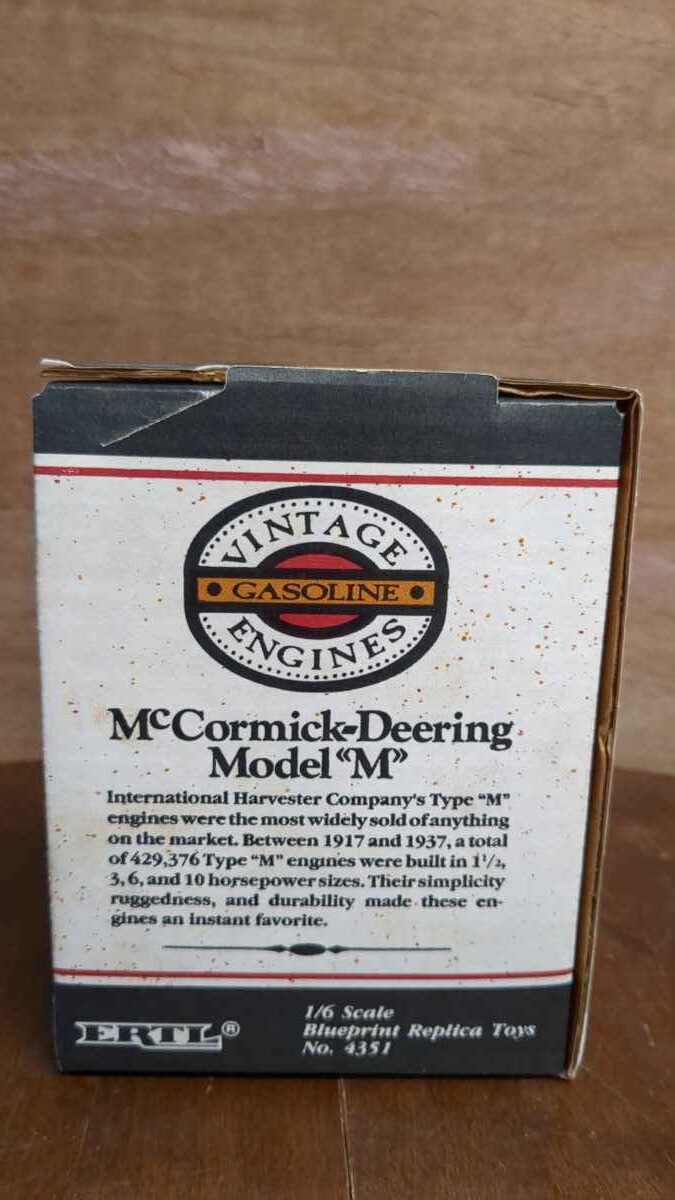 VINTAGE
GASOLINE
ENGINES
McCormick-Deering
Model “M”
International Harvester Company's Type “M”
engines were the most widely sold of anything
on the market. Between 1917 and 1937, a total
of 429,376 Type “M” engines were built in 1 1/2,
3, 6, and 10 horsepower sizes. Their simplicity
ruggedness, and durability made these en-
gines an instant favorite.
ERTL®
1/6 Scale
Blueprint Replica Toys
No. 4351